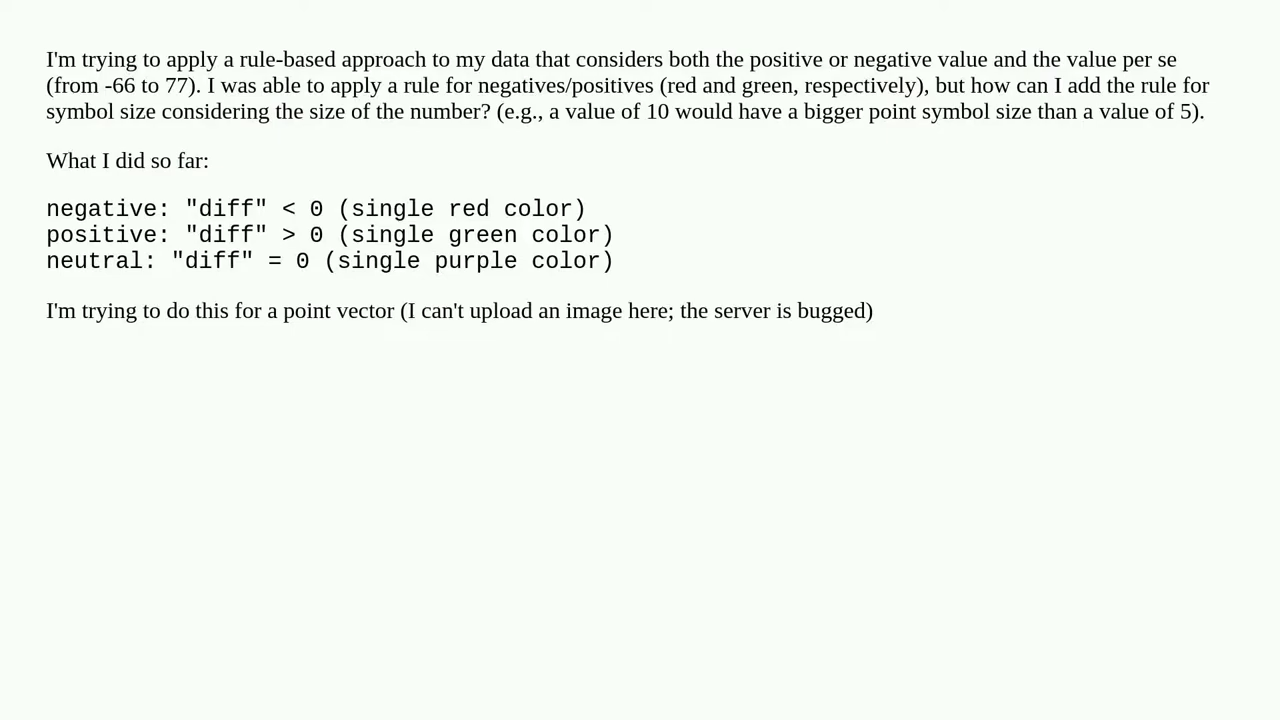 I'm trying to apply a rule-based approach to my data that considers both the positive or negative value and the value per se
(from -66 to 77). I was able to apply a rule for negatives/positives (red and green, respectively), but how can I add the rule for
symbol size considering the size of the number? (e.g., a value of 10 would have a bigger point symbol size than a value of 5).
What I did so far:
negative: "diff" < 0 (single red color)
positive: "diff" > 0 (single green color)
neutral: "diff" = 0 (single purple color)
I'm trying to do this for a point vector (I can't upload an image here; the server is bugged)